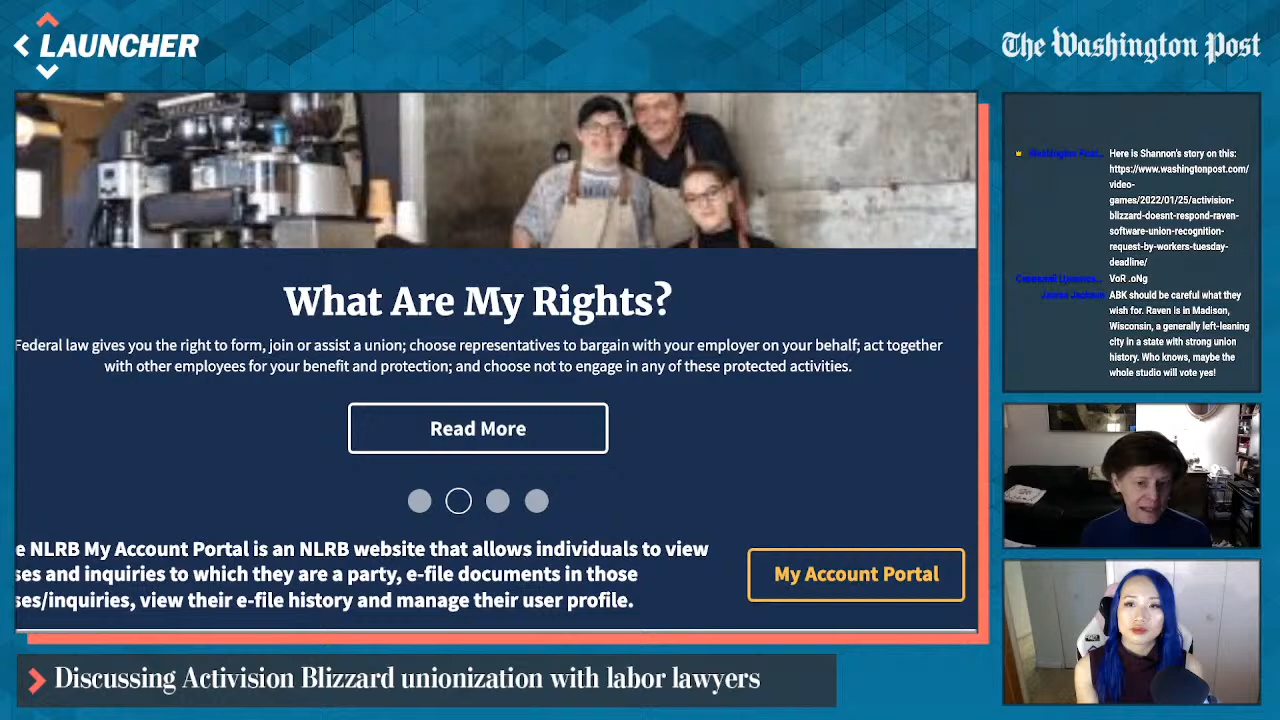 LAUNCHER
The Washington Post
What Are My Rights?
Federal law gives you the right to form, join or assist a union; choose representatives to bargain with your employer on your behalf; act together
with other employees for your benefit and protection; and choose not to engage in any of these protected activities.
Read More
e NLRB My Account Portal is an NLRB website that allows individuals to view
ses and inquiries to which they are a party, e-file documents in those
ses/inquiries, view their e-file history and manage their user profile.
My Account Portal
Here is Shannon's story on this:
https://www.washingtonpost.com/
video-
games/2022/01/25/activision-
blizzard-doesnt-respond-raven-
software-union-recognition-
request-by-workers-tuesday-
deadline/
VoR .oNg
ABK should be careful what they
wish for. Raven is in Madison,
Wisconsin, a generally left-leaning
city in a state with strong union
history. Who knows, maybe the
whole studio will vote yes!
Discussing Activision Blizzard unionization with labor lawyers